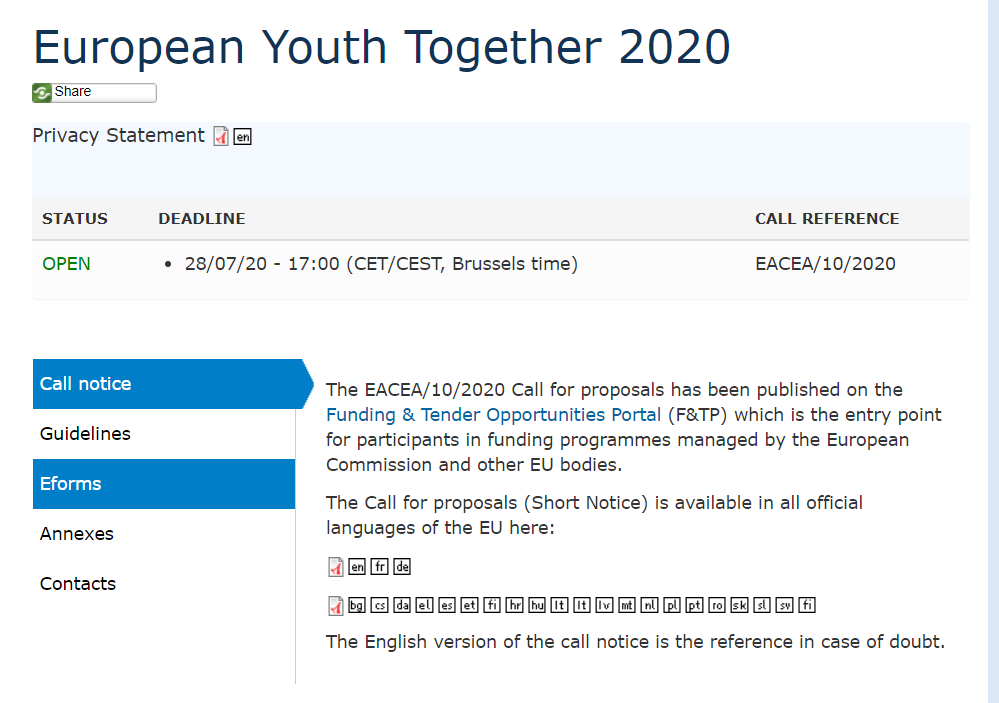 European Youth Together 2020
Share
Privacy Statement en
STATUS DEADLINE CALL REFERENCE
OPEN • 28/07/20 - 17:00 (CET/CEST, Brussels time) EACEA/10/2020
Call notice
Guidelines
Eforms
Annexes
Contacts
The EACEA/10/2020 Call for proposals has been published on the
Funding & Tender Opportunities Portal (F&TP) which is the entry point
for participants in funding programmes managed by the European
Commission and other EU bodies.
The Call for proposals (Short Notice) is available in all official
languages of the EU here:
en fr de
bg cs da el es et fi hr hu lt lt lv mt nl pl pt ro sk sl sv fi
The English version of the call notice is the reference in case of doubt.